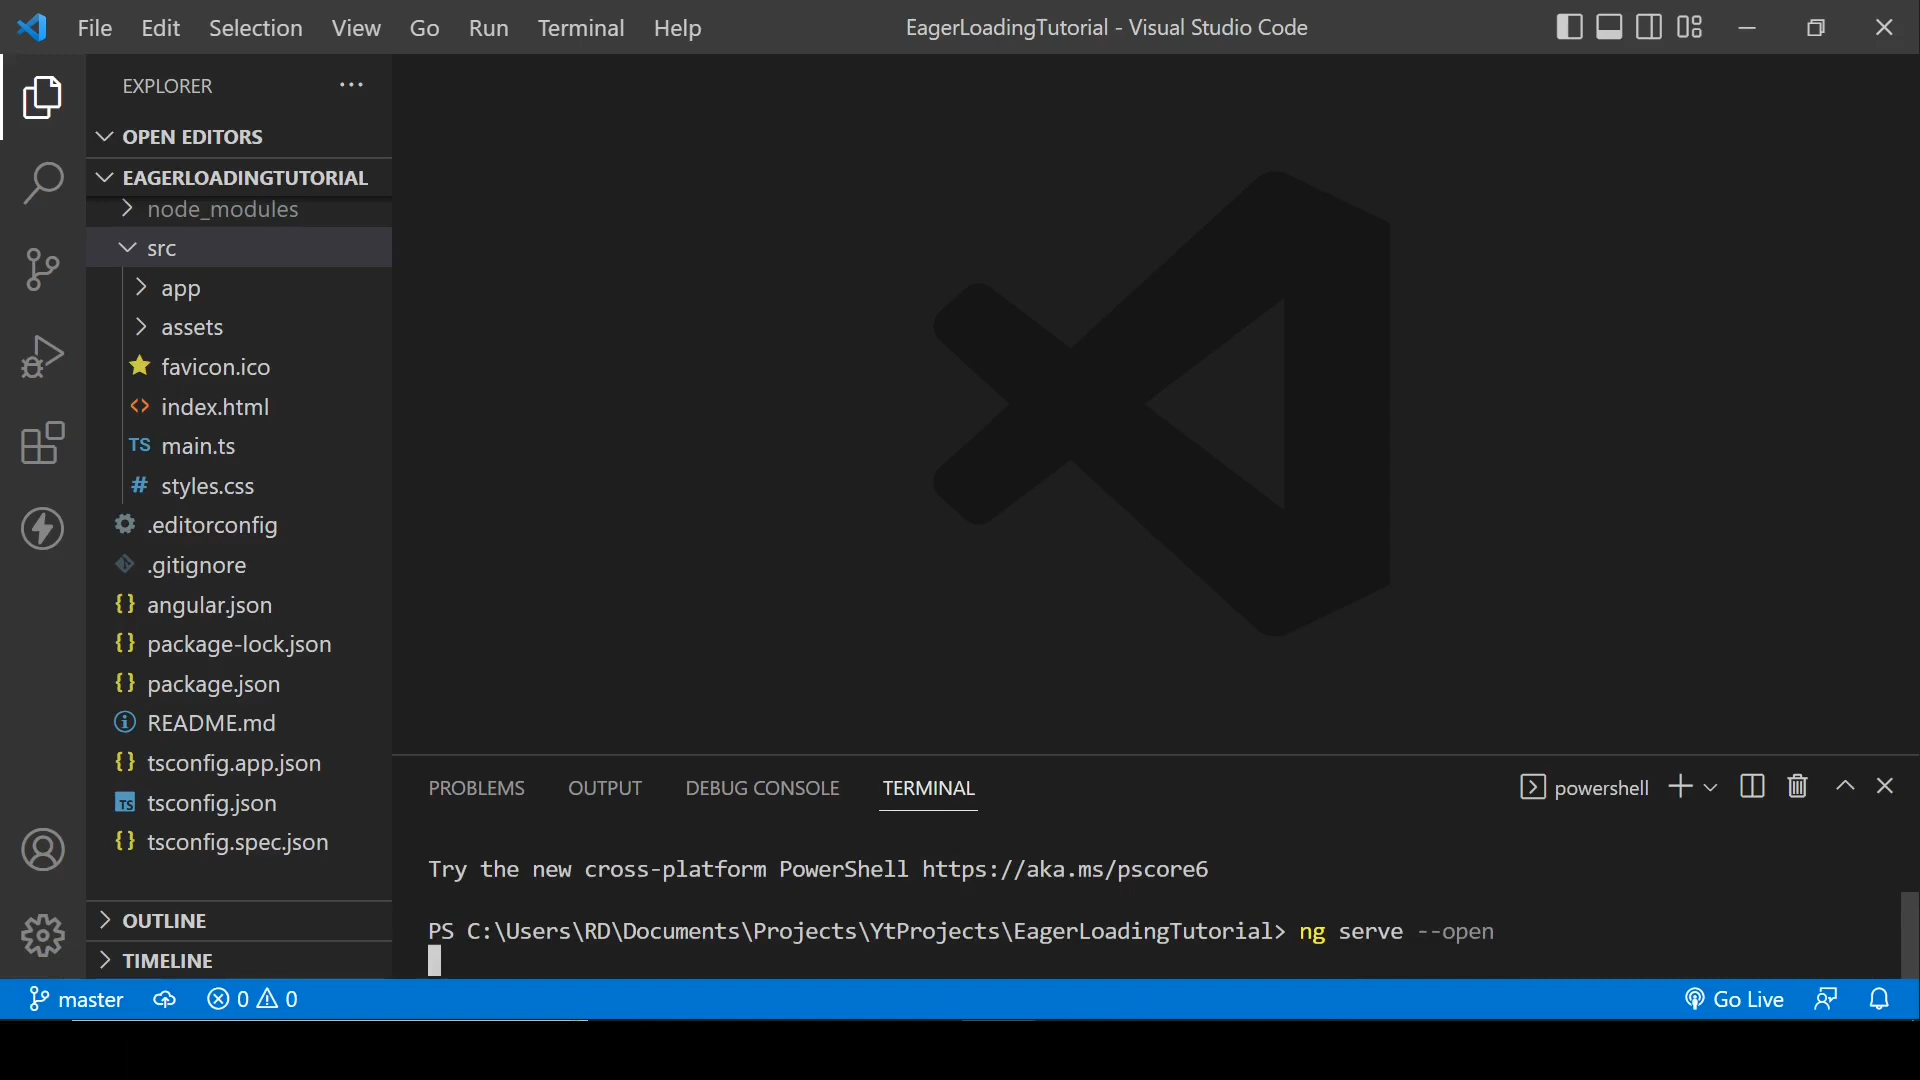 File Edit Selection View Go Run Terminal Help EagerLoadingTutorial - Visual Studio Code
EXPLORER ···
OPEN EDITORS
EAGERLOADINGTUTORIAL
node_modules
src
app
assets
favicon.ico
<> index.html
TS main.ts
# styles.css
.editorconfig
.gitignore
{} angular.json
{} package-lock.json
{} package.json
README.md
{} tsconfig.app.json
TS tsconfig.json
{} tsconfig.spec.json
OUTLINE
TIMELINE
PROBLEMS OUTPUT DEBUG CONSOLE TERMINAL powershell
Try the new cross-platform PowerShell https://aka.ms/pscore6
PS C:\Users\RD\Documents\Projects\YtProjects\EagerLoadingTutorial> ng serve --open
master 0 0 Go Live